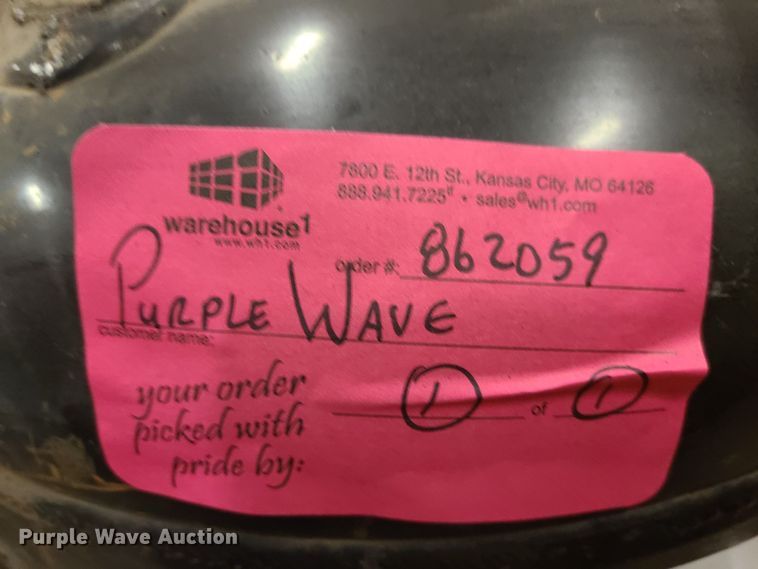 7800 E. 12th St., Kansas City, MO 64126
888.941.7225 • sales@wh1.com
warehouse1
www.wh1.com
order #: 862059
PURPLE WAVE
customer name:
your order
picked with
pride by:
1 of 1
Purple Wave Auction